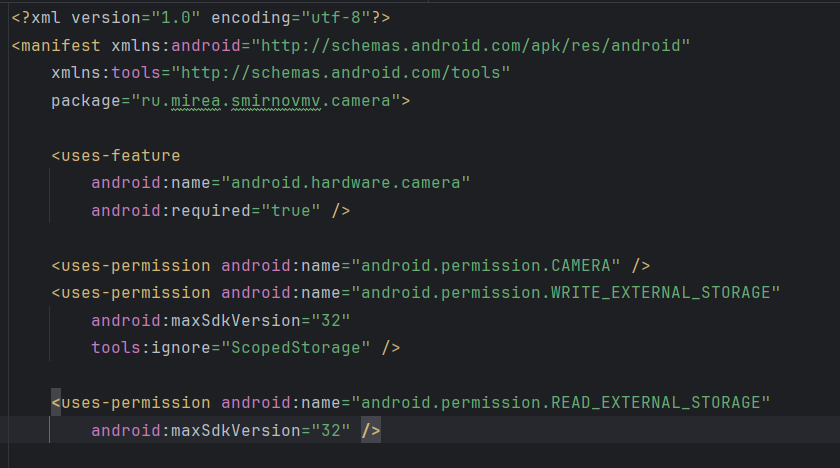 <?xml version="1.0" encoding="utf-8"?>
<manifest xmlns:android="http://schemas.android.com/apk/res/android"
    xmlns:tools="http://schemas.android.com/tools"
    package="ru.mirea.smirnovmv.camera">

    <uses-feature
        android:name="android.hardware.camera"
        android:required="true" />

    <uses-permission android:name="android.permission.CAMERA" />
    <uses-permission android:name="android.permission.WRITE_EXTERNAL_STORAGE"
        android:maxSdkVersion="32"
        tools:ignore="ScopedStorage" />

    <uses-permission android:name="android.permission.READ_EXTERNAL_STORAGE"
        android:maxSdkVersion="32" />